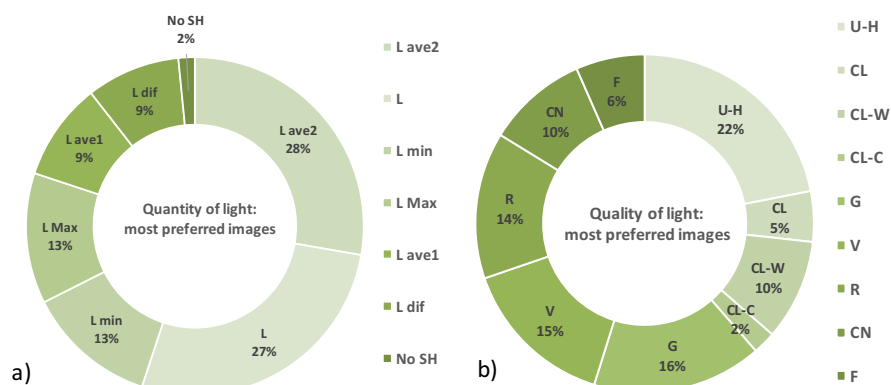 No SH
2%
L ave2
28%
L
27%
L min
13%
L Max
13%
L ave1
9%
L dif
9%
Quantity of light:
most preferred images
L ave2
L
L min
L Max
L ave1
L dif
No SH
a)
U-H
22%
CL
5%
CL-W
10%
CL-C
2%
G
16%
V
15%
R
14%
CN
10%
F
6%
Quality of light:
most preferred images
U-H
CL
CL-W
CL-C
G
V
R
CN
F
b)